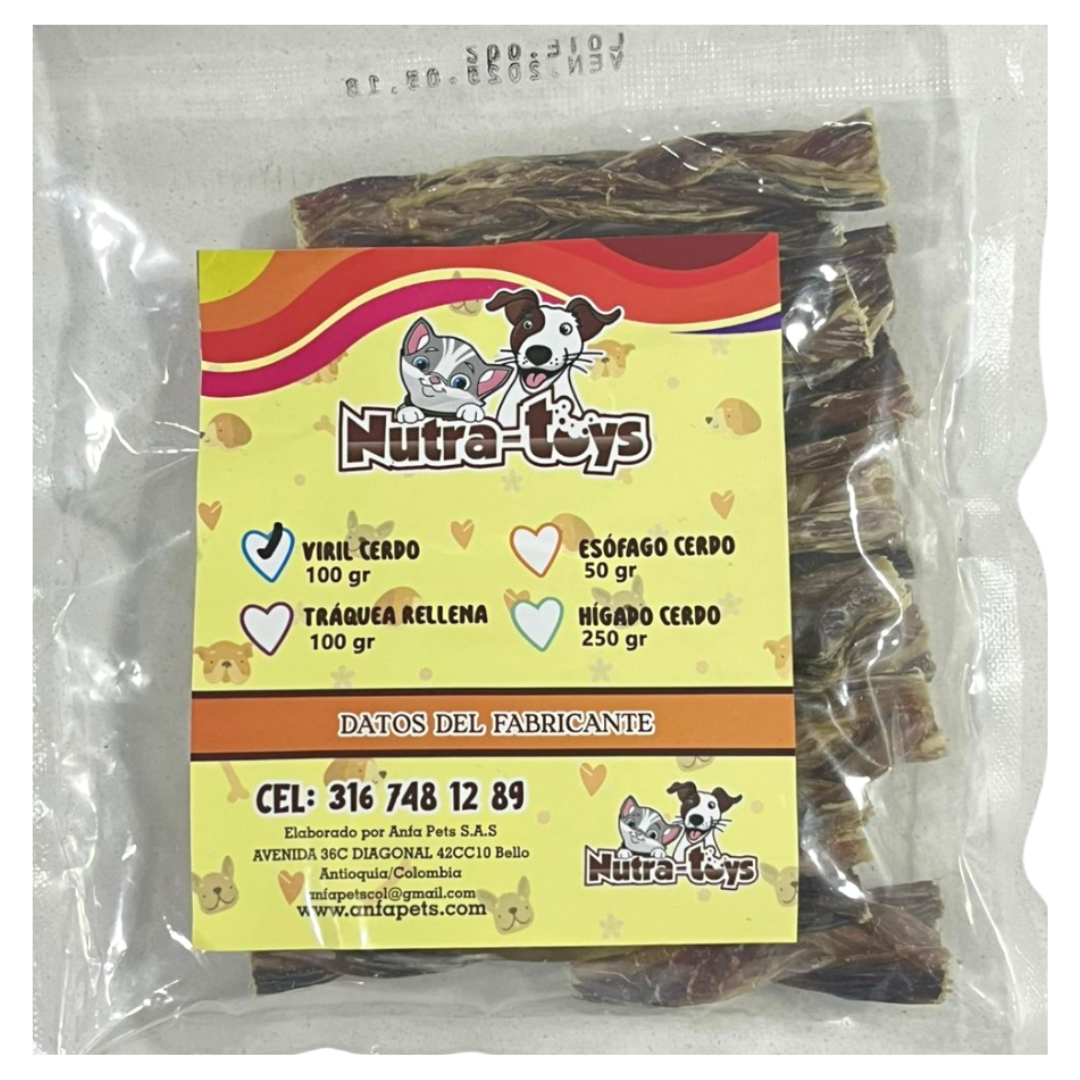 LOTE: 002
VEN. 2025.05.18
Nutra-toys
VIRIL CERDO
100 gr
ESÓFAGO CERDO
50 gr
TRÁQUEA RELLENA
100 gr
HÍGADO CERDO
250 gr
DATOS DEL FABRICANTE
CEL: 316 748 12 89
Elaborado por Anfa Pets S.A.S
AVENIDA 36C DIAGONAL 42CC10 Bello
Antioquia/Colombia
anfapetscol@gmail.com
www.anfapets.com
Nutra-toys